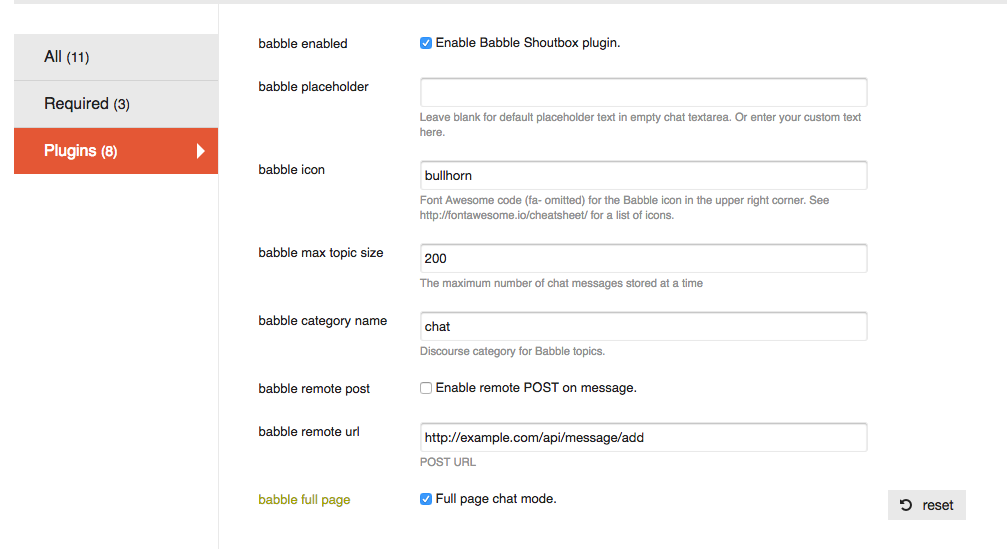 All (11)
Required (3)
Plugins (8)
babble enabled
Enable Babble Shoutbox plugin.
babble placeholder
Leave blank for default placeholder text in empty chat textarea. Or enter your custom text
here.
babble icon
bullhorn
Font Awesome code (fa- omitted) for the Babble icon in the upper right corner. See
http://fontawesome.io/cheatsheet/ for a list of icons.
babble max topic size
200
The maximum number of chat messages stored at a time
babble category name
chat
Discourse category for Babble topics.
babble remote post
Enable remote POST on message.
babble remote url
http://example.com/api/message/add
POST URL
babble full page
Full page chat mode.
reset